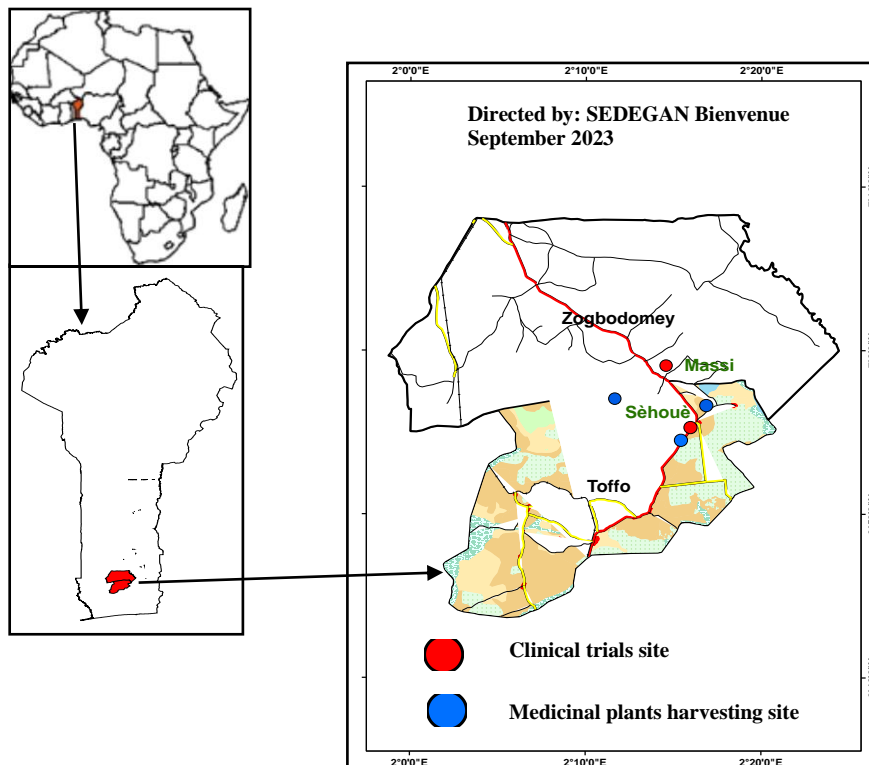 2°0'0"E 2°10'0"E 2°20'0"E
Directed by: SEDEGAN Bienvenue
September 2023
Zogbodomey
Massi
Sèhouè
Toffo
Clinical trials site
Medicinal plants harvesting site
2°0'0"E 2°10'0"E 2°20'0"E